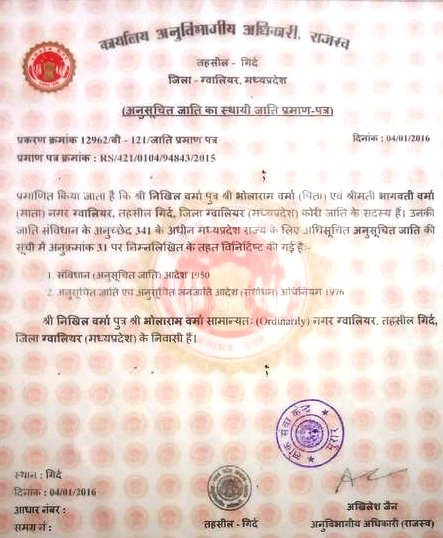 कार्यालय अनुविभागीय अधिकारी, राजस्व
तहसील - गिर्द
जिला - ग्वालियर, मध्यप्रदेश
(अनुसूचित जाति का स्थायी जाति प्रमाण-पत्र)
प्रकरण क्रमांक 12962/बी - 121/जाति प्रमाण पत्र दिनांक : 04/01/2016
प्रमाण पत्र क्रमांक : RS/421/0104/94843/2015
प्रमाणित किया जाता है कि श्री निखिल वर्मा पुत्र श्री भोलाराम वर्मा (पिता) एवं श्रीमती भागवती वर्मा
(माता) नगर ग्वालियर, तहसील गिर्द, जिला ग्वालियर (मध्यप्रदेश) कोरी जाति के सदस्य हैं। उनकी
जाति संविधान के अनुच्छेद 341 के अधीन मध्यप्रदेश राज्य के लिए अधिसूचित अनुसूचित जाति की
सूची में अनुक्रमांक 31 पर निम्नलिखित के तहत विनिर्दिष्ट की गई है:-
1. संविधान (अनुसूचित जाति) आदेश 1950
2. अनुसूचित जाति एवं अनुसूचित जनजाति आदेश (संशोधन) अधिनियम 1976
श्री निखिल वर्मा पुत्र श्री भोलाराम वर्मा सामान्यतः (Ordinarily) नगर ग्वालियर, तहसील गिर्द,
जिला ग्वालियर (मध्यप्रदेश) के निवासी हैं।
लोक सेवा केन्द्र
स्थान : गिर्द
दिनांक : 04/01/2016
आधार नंबर : अखिलेश जैन
समग्र नं : तहसील - गिर्द अनुविभागीय अधिकारी (राजस्व)